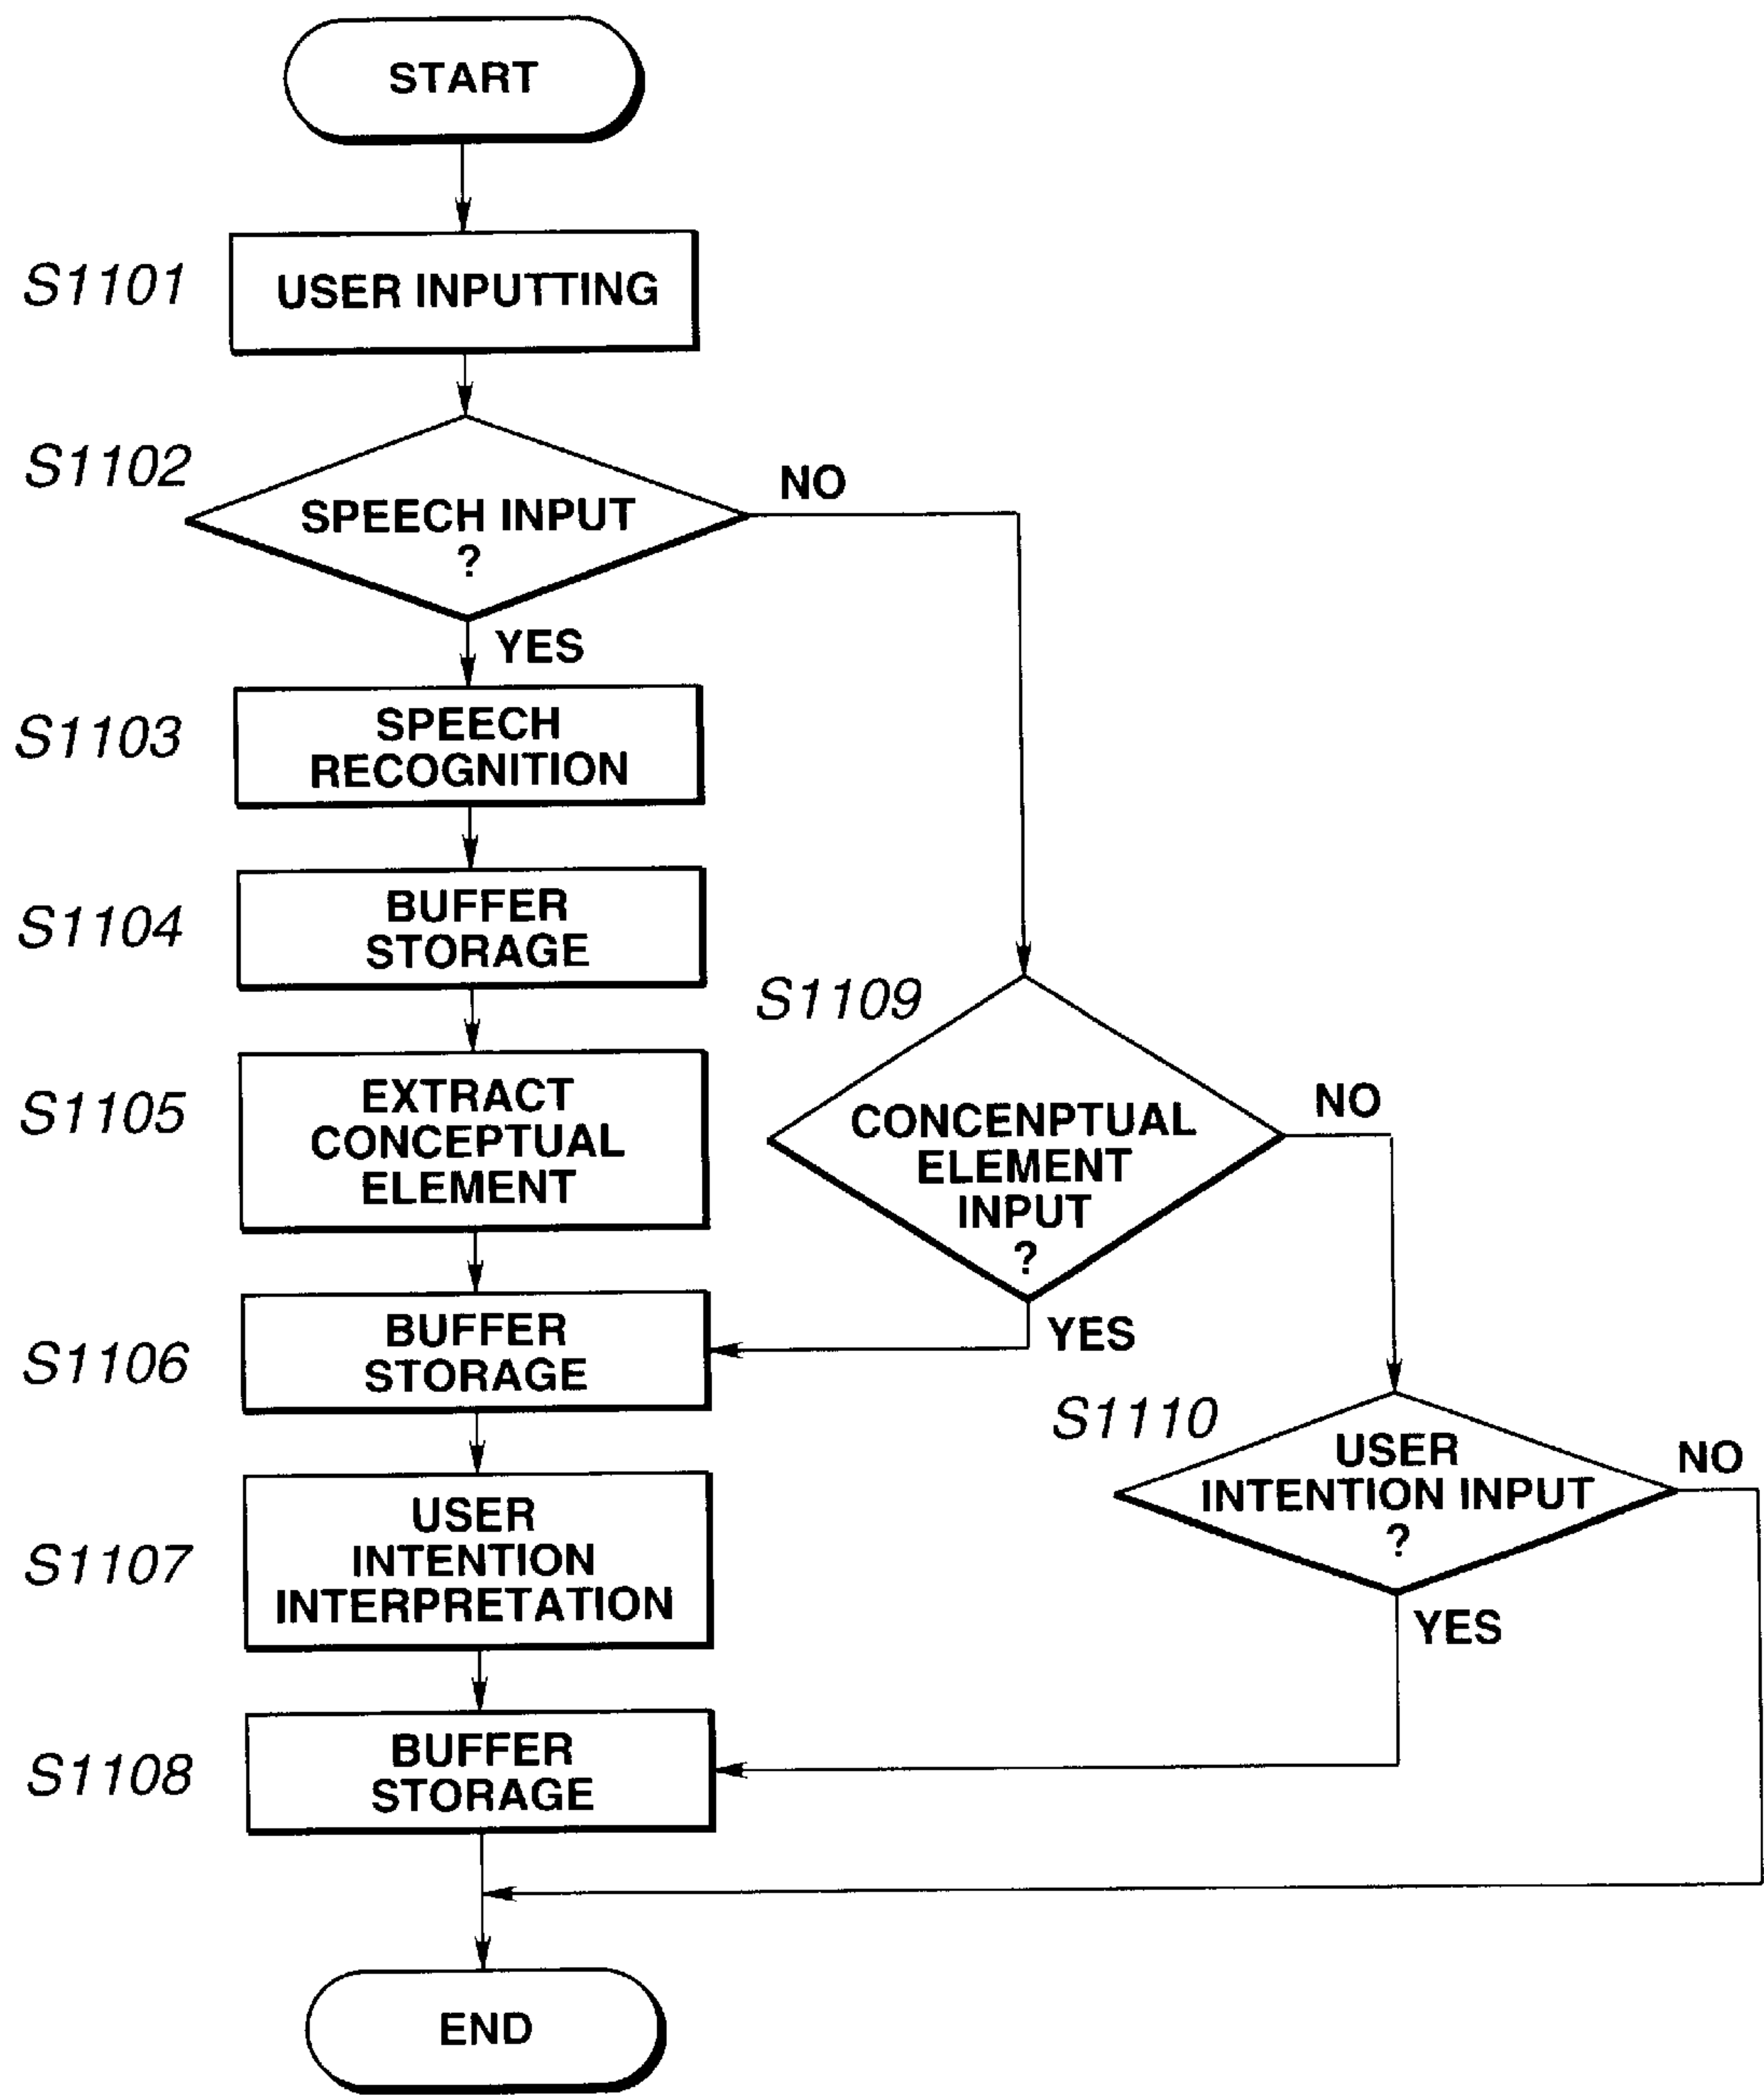 START
S1101
USER INPUTTING
S1102
SPEECH INPUT
?
NO
YES
S1103
SPEECH
RECOGNITION
S1104
BUFFER
STORAGE
S1109
CONCENPTUAL
ELEMENT
INPUT
?
NO
YES
S1105
EXTRACT
CONCEPTUAL
ELEMENT
S1106
BUFFER
STORAGE
S1110
USER
INTENTION INPUT
?
NO
YES
S1107
USER
INTENTION
INTERPRETATION
S1108
BUFFER
STORAGE
END